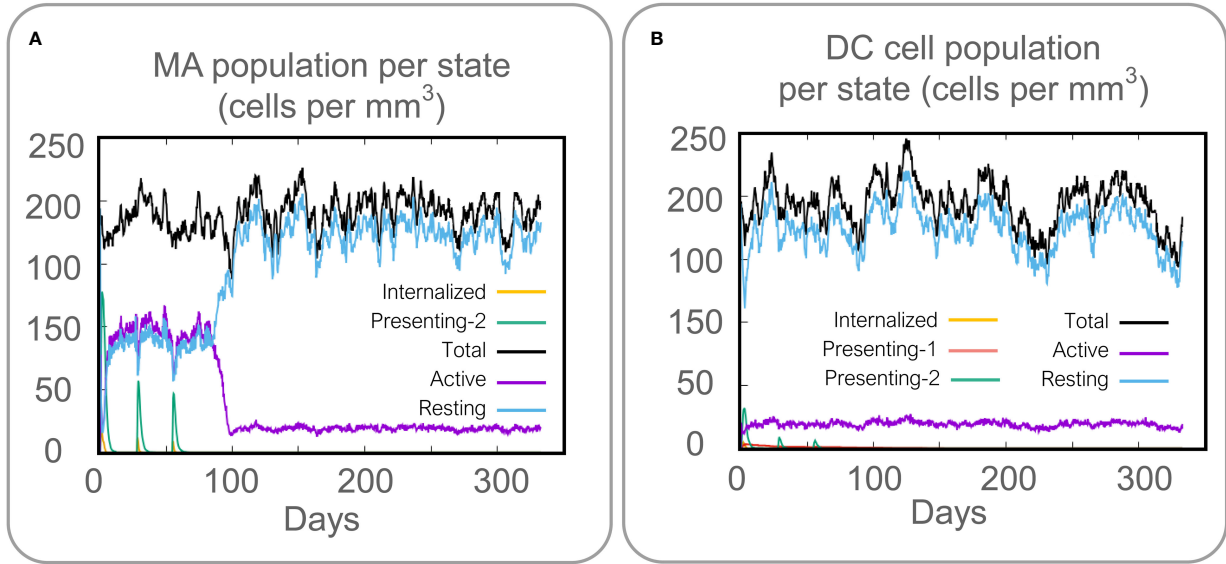 A
MA population per state
(cells per mm³)
250
200
100
150
50
0
Internalized
Presenting-2
Total
Active
Resting
0 100 200 300
Days
B
DC cell population
per state (cells per mm³)
250
200
100
150
50
0
Internalized
Presenting-1
Presenting-2
Total
Active
Resting
0 100 200 300
Days